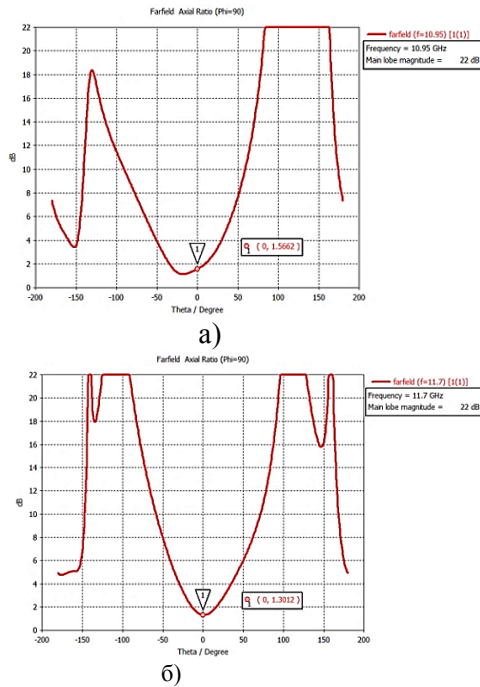 Farfield Axial Ratio (Phi=90)
farfield (f=10.95) [1(1)]
Frequency = 10.95 GHz
Main lobe magnitude = 22 dB
22
20
18
16
14
12
10
8
6
4
2
0
dB
1
1 ( 0, 1.5662 )
-200 -150 -100 -50 0 50 100 150 200
Theta / Degree
а)
Farfield Axial Ratio (Phi=90)
farfield (f=11.7) [1(1)]
Frequency = 11.7 GHz
Main lobe magnitude = 22 dB
22
20
18
16
14
12
10
8
6
4
2
0
dB
1
1 ( 0, 1.3012 )
-200 -150 -100 -50 0 50 100 150 200
Theta / Degree
б)